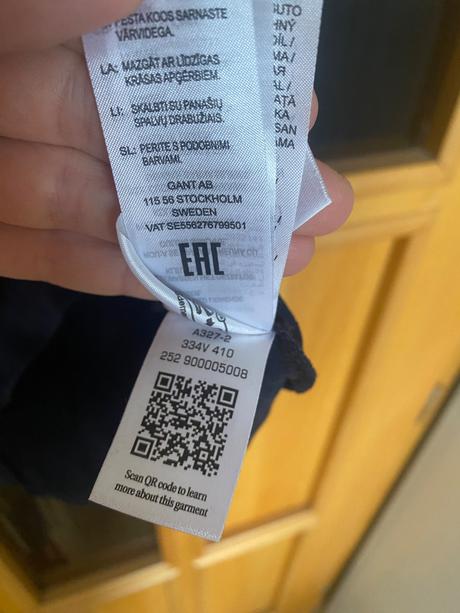 PESTA KOOS SARNASTE
VÄRVIDEGA.
LA: MAZGĀT AR LĪDZĪGAS
KRĀSAS APĢĒRBIEM.
LI: SKALBTI SU PANAŠIŲ
SPALVŲ DRABUŽIAIS.
SL: PERITE S PODOBNIMI
BARVAMI.
GANT AB
115 56 STOCKHOLM
SWEDEN
VAT SE556276799501
EAC
A327-2
334V 410
252 900005008
Scan QR code to learn
more about this garment